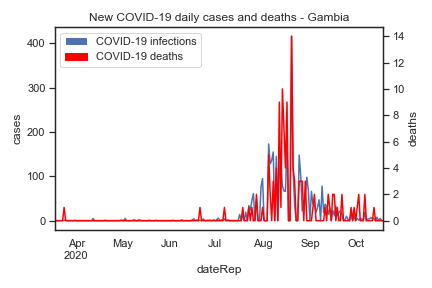 New COVID-19 daily cases and deaths - Gambia
COVID-19 infections
COVID-19 deaths
400
300
200
100
0
cases
14
12
10
8
6
4
2
0
deaths
Apr May Jun Jul Aug Sep Oct
2020
dateRep